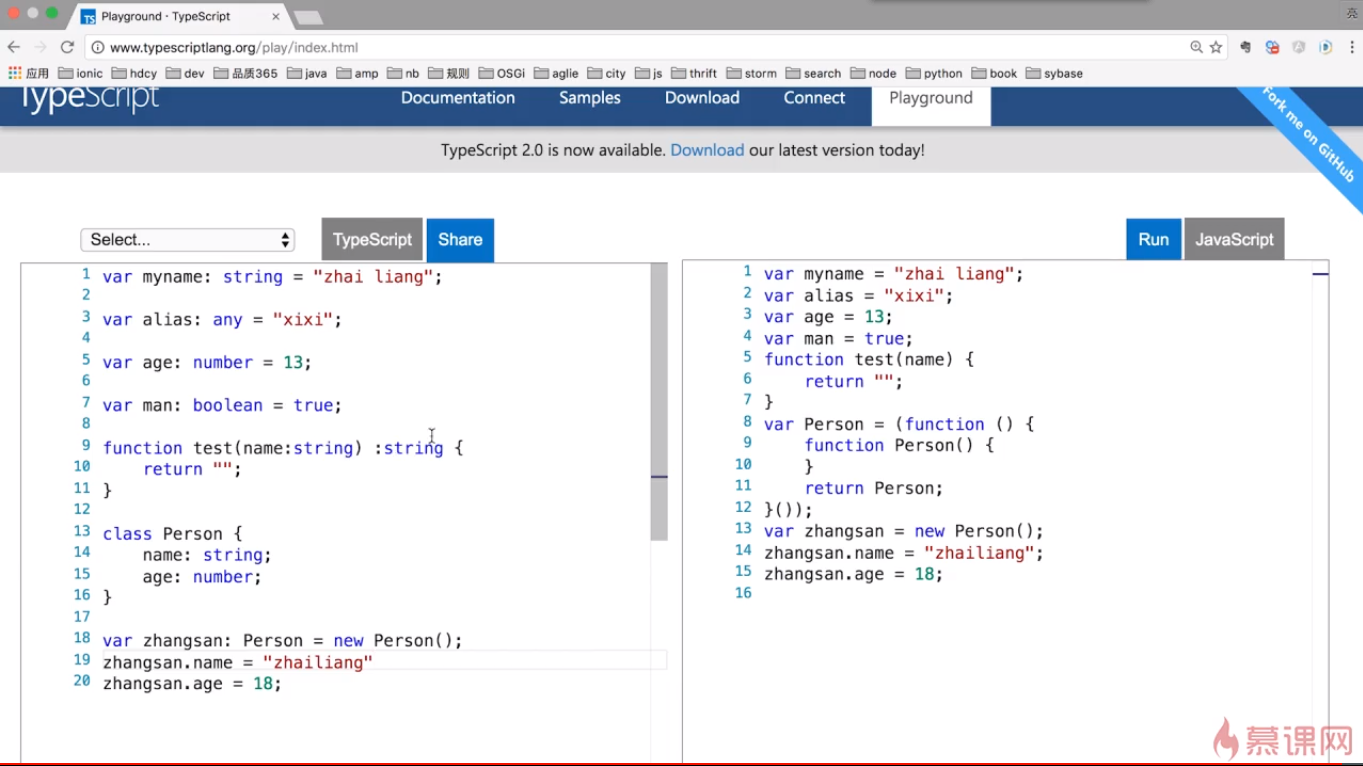 Playground - TypeScript
亮
www.typescriptlang.org/play/index.html
应用 ionic hdcy dev 品质365 java amp nb 规则 OSGi aglie city js thrift storm search node python book sybase
TypeScript Documentation Samples Download Connect Playground
Fork me on GitHub
TypeScript 2.0 is now available. Download our latest version today!
Select... TypeScript Share
1 var myname: string = "zhai liang";
2
3 var alias: any = "xixi";
4
5 var age: number = 13;
6
7 var man: boolean = true;
8
9 function test(name:string) :string {
10 return "";
11 }
12
13 class Person {
14 name: string;
15 age: number;
16 }
17
18 var zhangsan: Person = new Person();
19 zhangsan.name = "zhailiang"
20 zhangsan.age = 18;
Run JavaScript
1 var myname = "zhai liang";
2 var alias = "xixi";
3 var age = 13;
4 var man = true;
5 function test(name) {
6 return "";
7 }
8 var Person = (function () {
9 function Person() {
10 }
11 return Person;
12 }());
13 var zhangsan = new Person();
14 zhangsan.name = "zhailiang";
15 zhangsan.age = 18;
16
慕课网